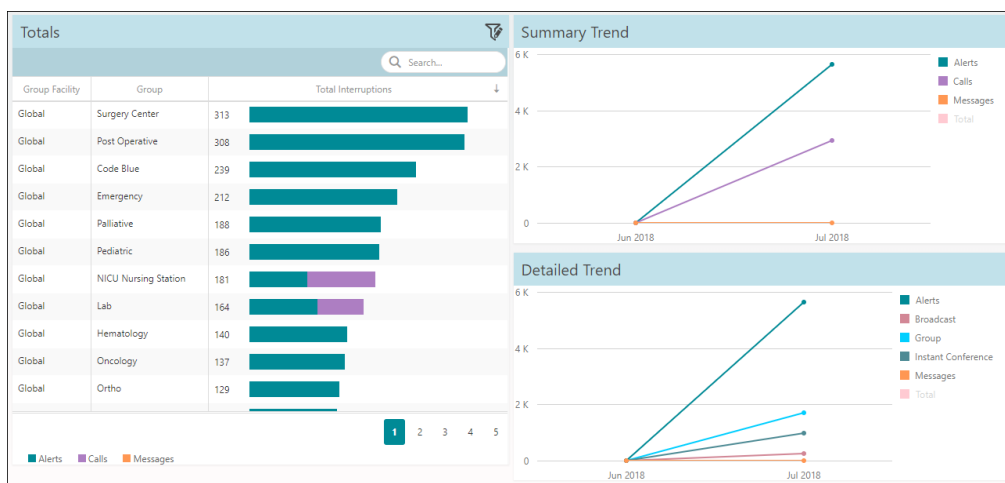 Totals
Search...
Group Facility Group Total Interruptions ↓
Global Surgery Center 313
Global Post Operative 308
Global Code Blue 239
Global Emergency 212
Global Palliative 188
Global Pediatric 186
Global NICU Nursing Station 181
Global Lab 164
Global Hematology 140
Global Oncology 137
Global Ortho 129
1 2 3 4 5
Alerts Calls Messages
Summary Trend
6 K
4 K
2 K
0
Jun 2018 Jul 2018
Alerts
Calls
Messages
Total
Detailed Trend
6 K
4 K
2 K
0
Jun 2018 Jul 2018
Alerts
Broadcast
Group
Instant Conference
Messages
Total